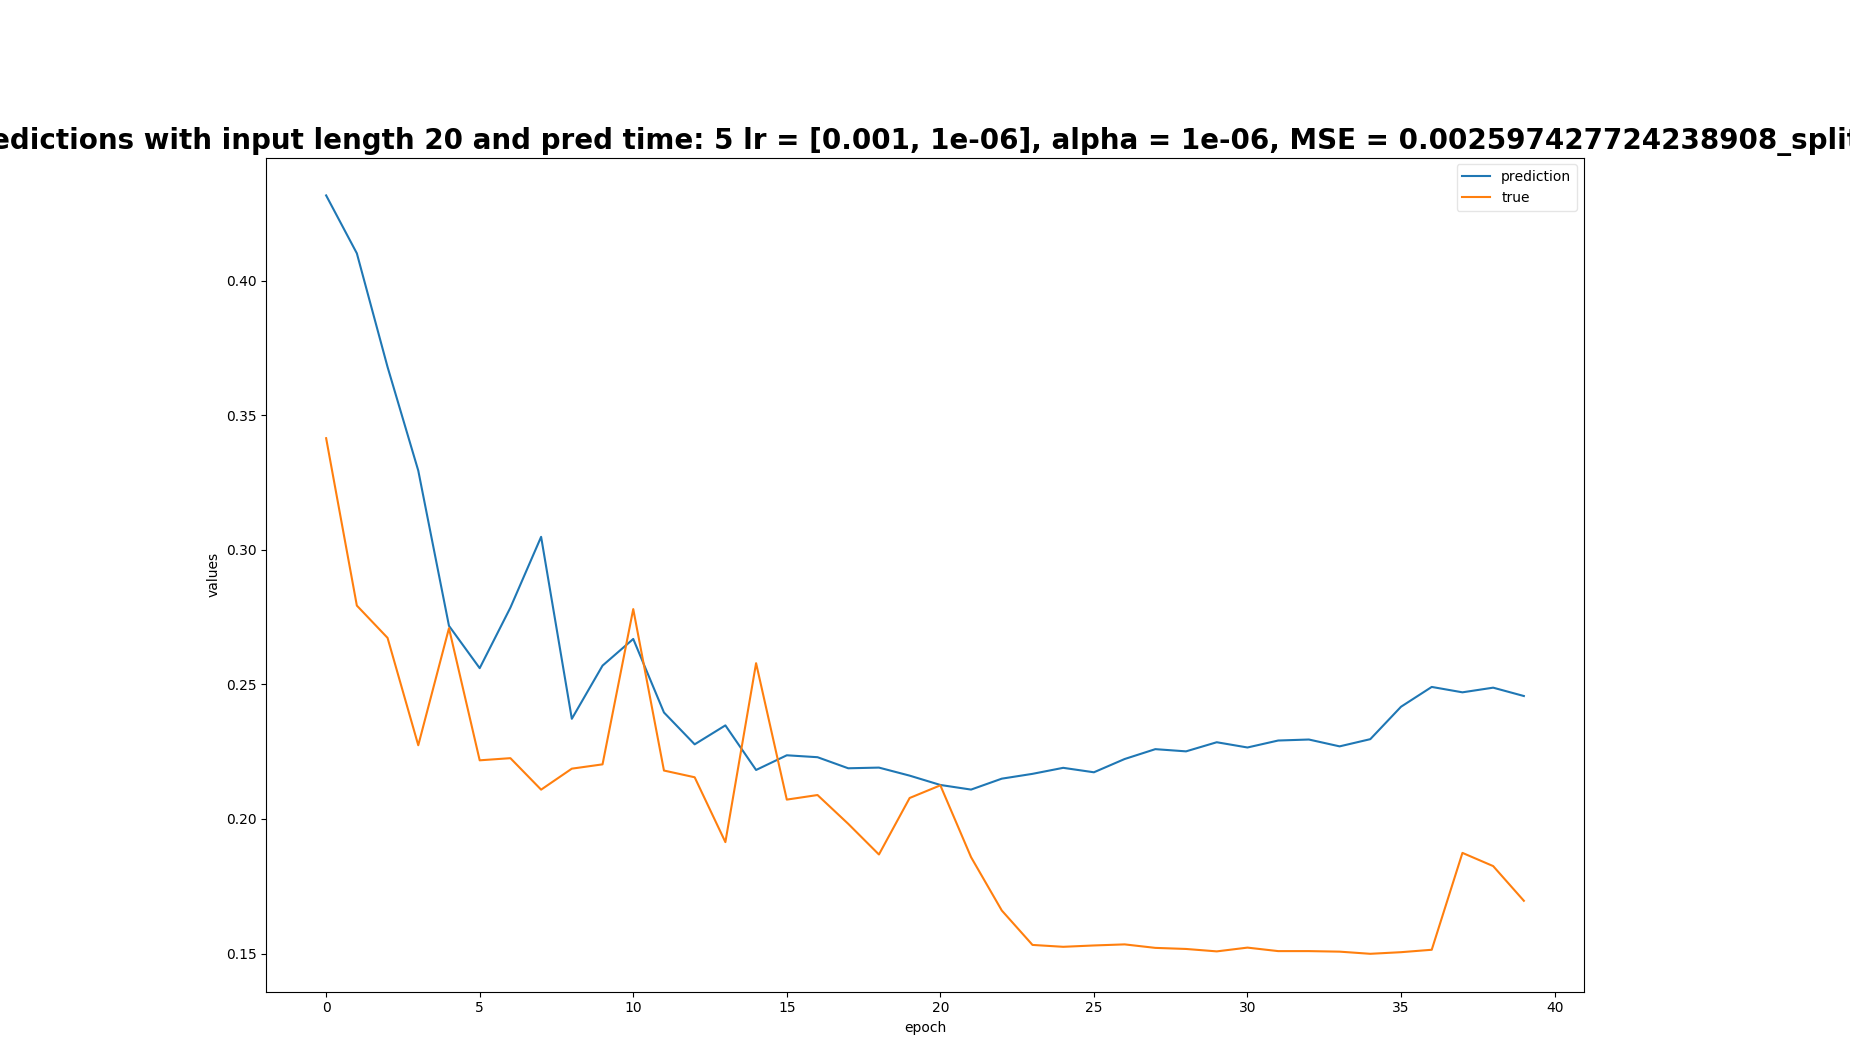 edictions with input length 20 and pred time: 5 lr = [0.001, 1e-06], alpha = 1e-06, MSE = 0.002597427724238908_split
prediction
true
0.40
0.35
0.30
0.25
0.20
0.15
values
0 5 10 15 20 25 30 35 40
epoch